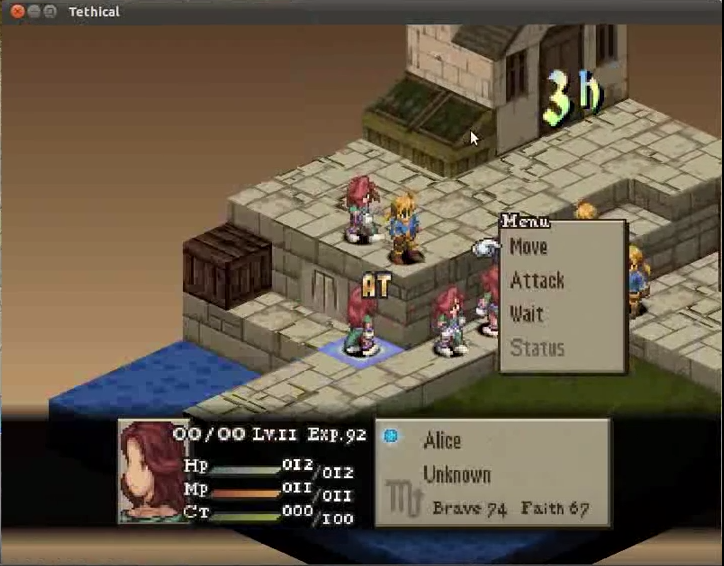 Tethical
3h
Menu
Move
Attack
Wait
Status
AT
00/00 Lv.11 Exp.92
Hp 012/012
Mp 011/011
CT 000/100
Alice
Unknown
Brave 74 Faith 67